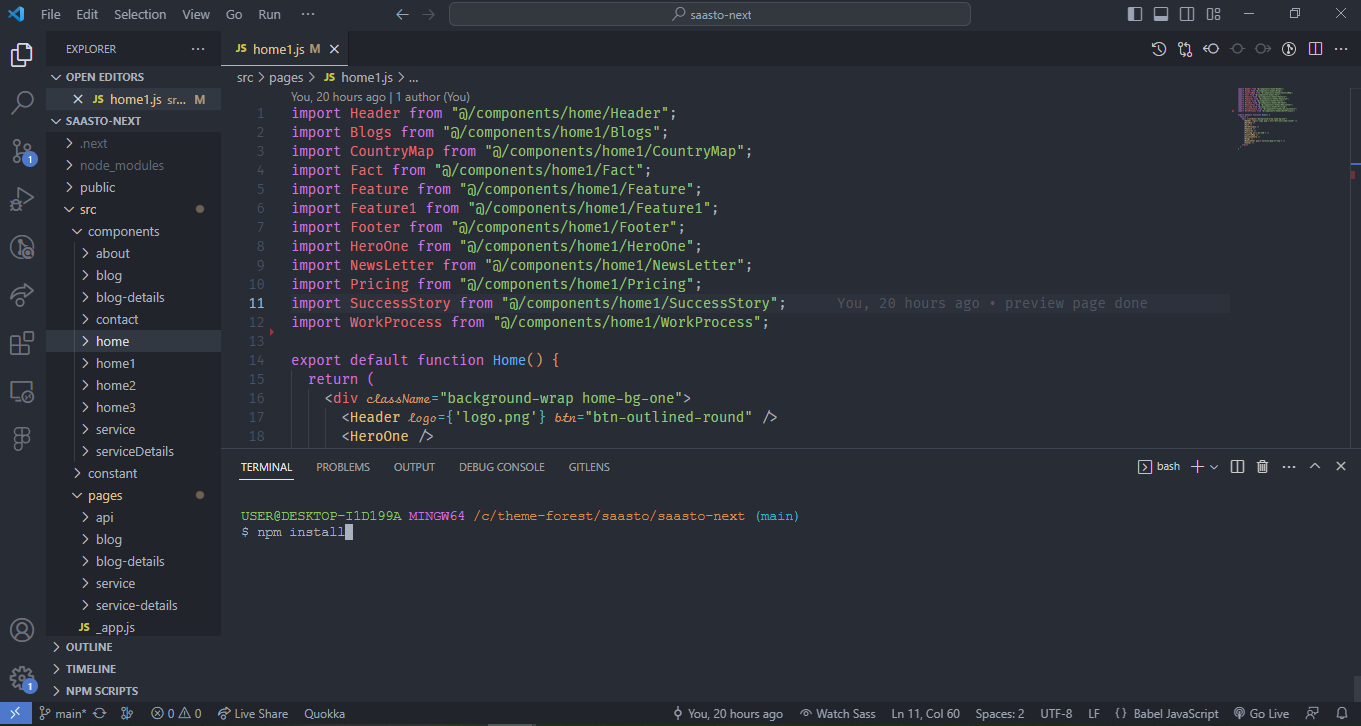 File Edit Selection View Go Run ··· saasto-next
EXPLORER ···
OPEN EDITORS
JS home1.js sr... M
SAASTO-NEXT
.next
node_modules
public
src
components
about
blog
blog-details
contact
home
home1
home2
home3
service
serviceDetails
constant
pages
api
blog
blog-details
service
service-details
JS _app.js
OUTLINE
TIMELINE
NPM SCRIPTS
1
1
JS home1.js M
src > pages > JS home1.js > ...
You, 20 hours ago | 1 author (You)
1 import Header from "@/components/home/Header";
2 import Blogs from "@/components/home1/Blogs";
3 import CountryMap from "@/components/home1/CountryMap";
4 import Fact from "@/components/home1/Fact";
5 import Feature from "@/components/home1/Feature";
6 import Feature1 from "@/components/home1/Feature1";
7 import Footer from "@/components/home1/Footer";
8 import HeroOne from "@/components/home1/HeroOne";
9 import NewsLetter from "@/components/home1/NewsLetter";
10 import Pricing from "@/components/home1/Pricing";
11 import SuccessStory from "@/components/home1/SuccessStory"; You, 20 hours ago • preview page done
12 import WorkProcess from "@/components/home1/WorkProcess";
13
14 export default function Home() {
15 return (
16 <div className="background-wrap home-bg-one">
17 <Header logo={'logo.png'} btn="btn-outlined-round" />
18 <HeroOne />
TERMINAL PROBLEMS OUTPUT DEBUG CONSOLE GITLENS bash
USER@DESKTOP-I1D199A MINGW64 /c/theme-forest/saasto/saasto-next (main)
$ npm install
main* 0 0 Live Share Quokka You, 20 hours ago Watch Sass Ln 11, Col 60 Spaces: 2 UTF-8 LF {} Babel JavaScript Go Live